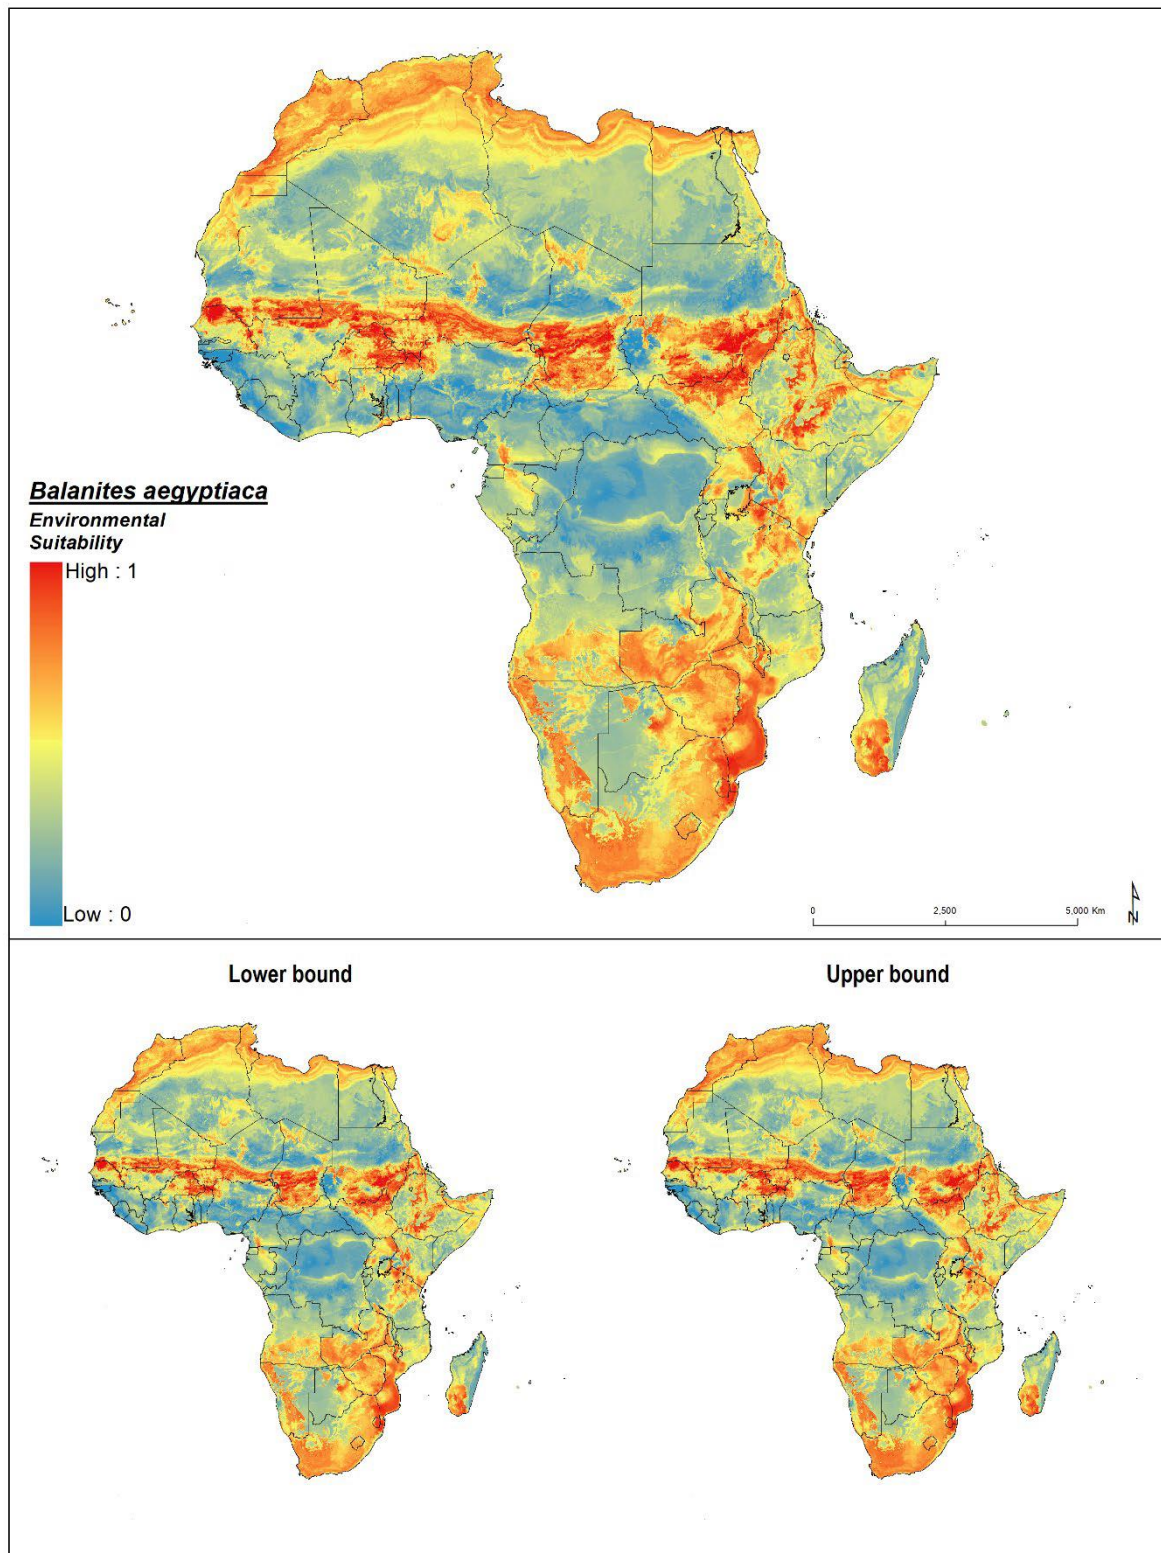 Balanites aegyptiaca
Environmental
Suitability
High : 1
Low : 0
0 2,500 5,000 Km
N
Lower bound Upper bound